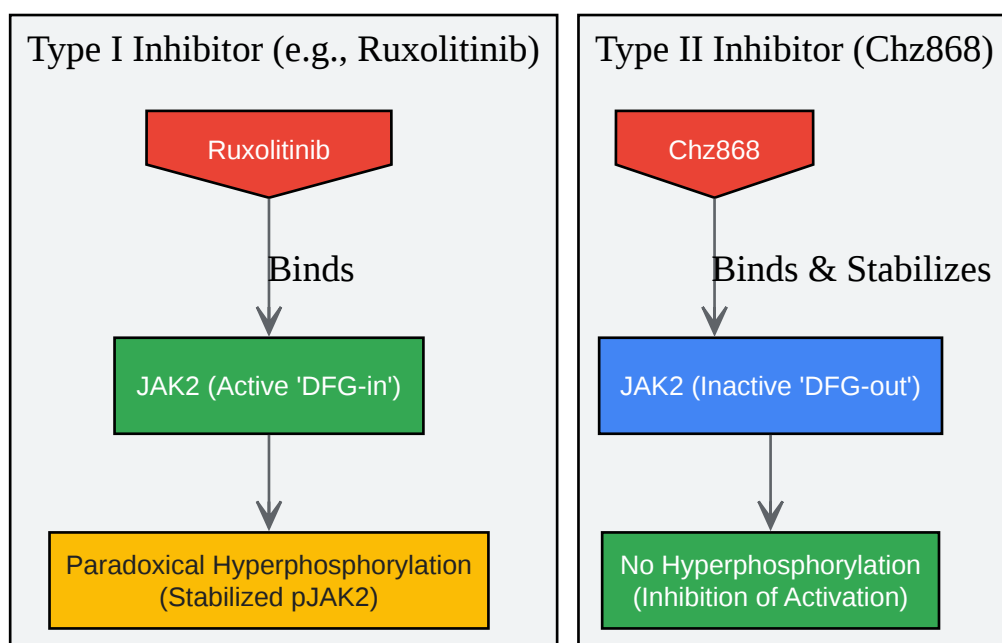 Type I Inhibitor (e.g., Ruxolitinib)
Ruxolitinib
Binds
JAK2 (Active 'DFG-in')
Paradoxical Hyperphosphorylation
(Stabilized pJAK2)
Type II Inhibitor (Chz868)
Chz868
Binds & Stabilizes
JAK2 (Inactive 'DFG-out')
No Hyperphosphorylation
(Inhibition of Activation)